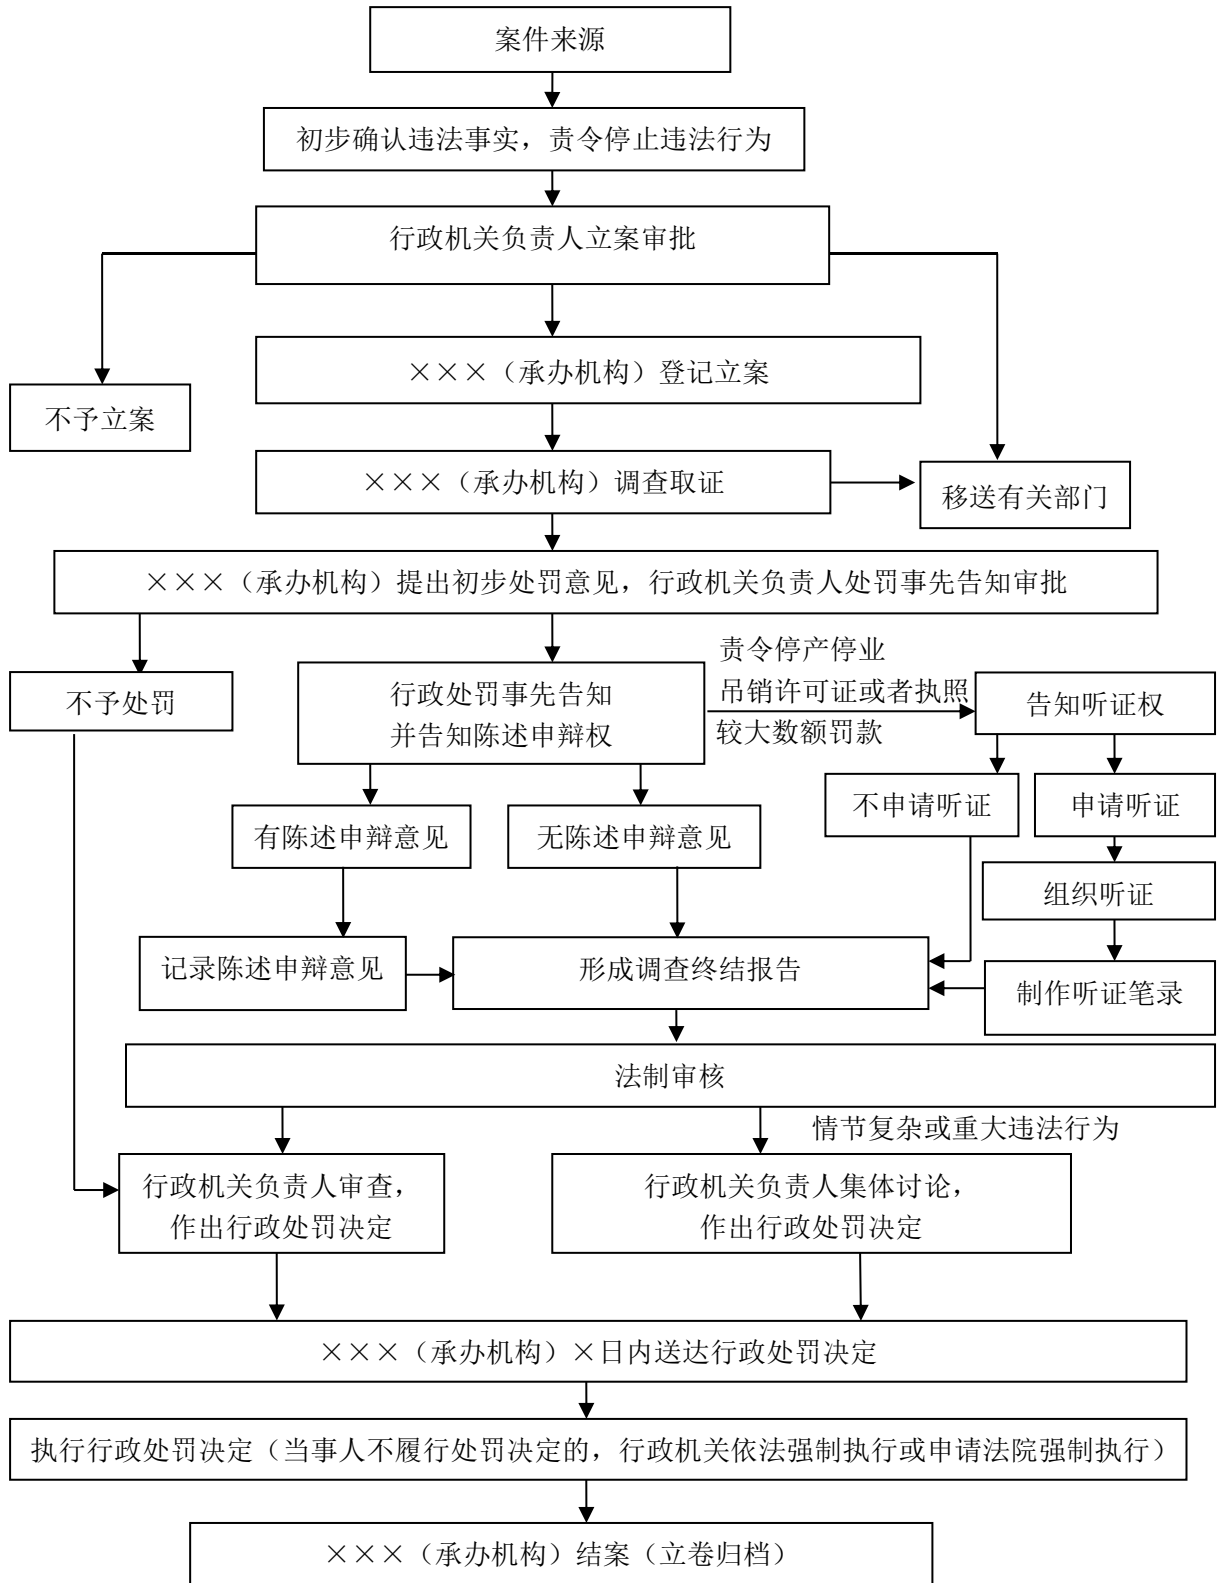 案件来源
初步确认违法事实，责令停止违法行为
行政机关负责人立案审批
×××（承办机构）登记立案
不予立案
×××（承办机构）调查取证
移送有关部门
×××（承办机构）提出初步处罚意见，行政机关负责人处罚事先告知审批
责令停产停业
吊销许可证或者执照
较大数额罚款
不予处罚
行政处罚事先告知
并告知陈述申辩权
告知听证权
不申请听证
申请听证
有陈述申辩意见
无陈述申辩意见
组织听证
记录陈述申辩意见
形成调查终结报告
制作听证笔录
法制审核
情节复杂或重大违法行为
行政机关负责人审查，
作出行政处罚决定
行政机关负责人集体讨论，
作出行政处罚决定
×××（承办机构）×日内送达行政处罚决定
执行行政处罚决定（当事人不履行处罚决定的，行政机关依法强制执行或申请法院强制执行）
×××（承办机构）结案（立卷归档）